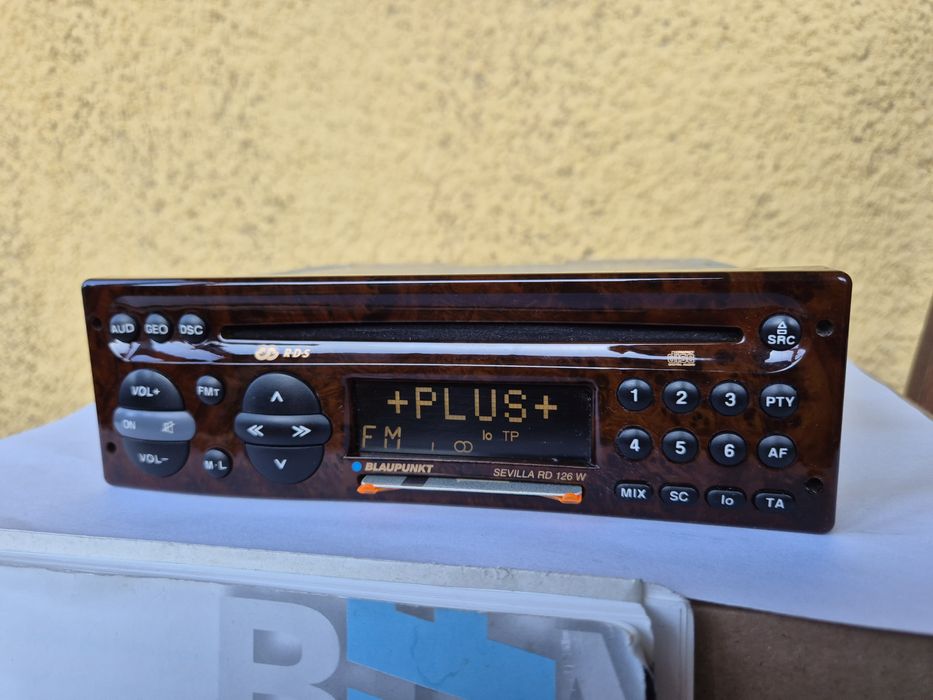 AUD GEO DSC
SRC
RDS
disc
VOL+
FMT
ON
VOL-
M·L
+PLUS+
lo TP
FM
BLAUPUNKT
SEVILLA RD 126 W
1 2 3 PTY
4 5 6 AF
MIX SC lo TA